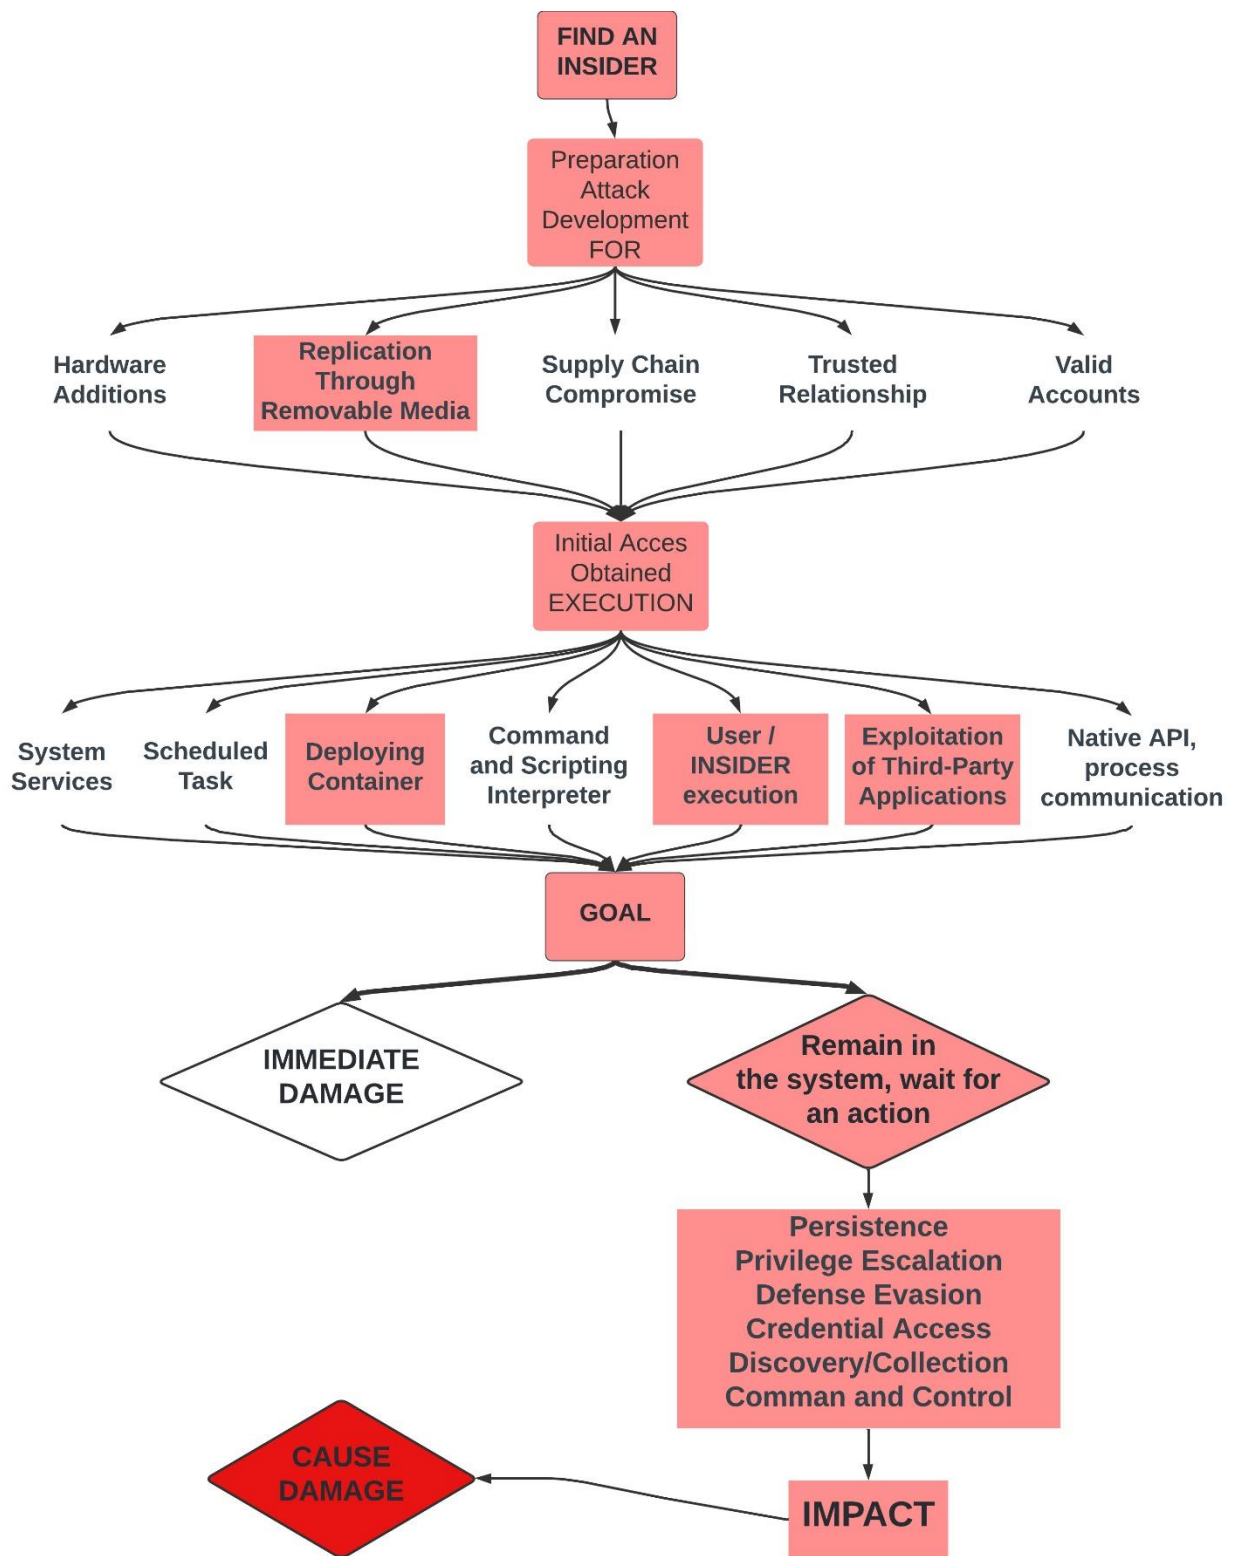 FIND AN
INSIDER
Preparation
Attack
Development
FOR
Hardware
Additions
Replication
Through
Removable Media
Supply Chain
Compromise
Trusted
Relationship
Valid
Accounts
Initial Acces
Obtained
EXECUTION
System
Services
Scheduled
Task
Deploying
Container
Command
and Scripting
Interpreter
User /
INSIDER
execution
Exploitation
of Third-Party
Applications
Native API,
process
communication
GOAL
IMMEDIATE
DAMAGE
Remain in
the system, wait for
an action
Persistence
Privilege Escalation
Defense Evasion
Credential Access
Discovery/Collection
Comman and Control
CAUSE
DAMAGE
IMPACT